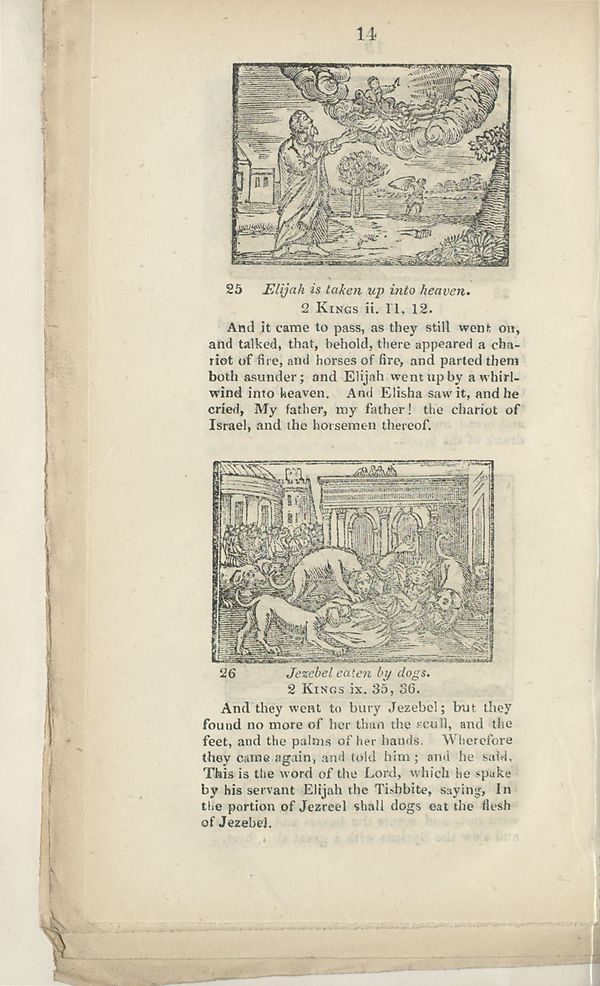 14
25 Elijah is taken up into heaven.
2 KINGS ii. 11, 12.
And it came to pass, as they still went on,
and talked, that, behold, there appeared a cha-
riot of fire, and horses of fire, and parted them
both asunder; and Elijah went up by a whirl-
wind into heaven. And Elisha saw it, and he
cried, My father, my father! the chariot of
Israel, and the horsemen thereof.
26 Jezebel eaten by dogs.
2 KINGS ix. 35, 36.
And they went to bury Jezebel; but they
found no more of her than the scull, and the
feet, and the palms of her hands. Wherefore
they came again, and told him; and he said,
This is the word of the Lord, which he spake
by his servant Elijah the Tishbite, saying, In
the portion of Jezreel shall dogs eat the flesh
of Jezebel.